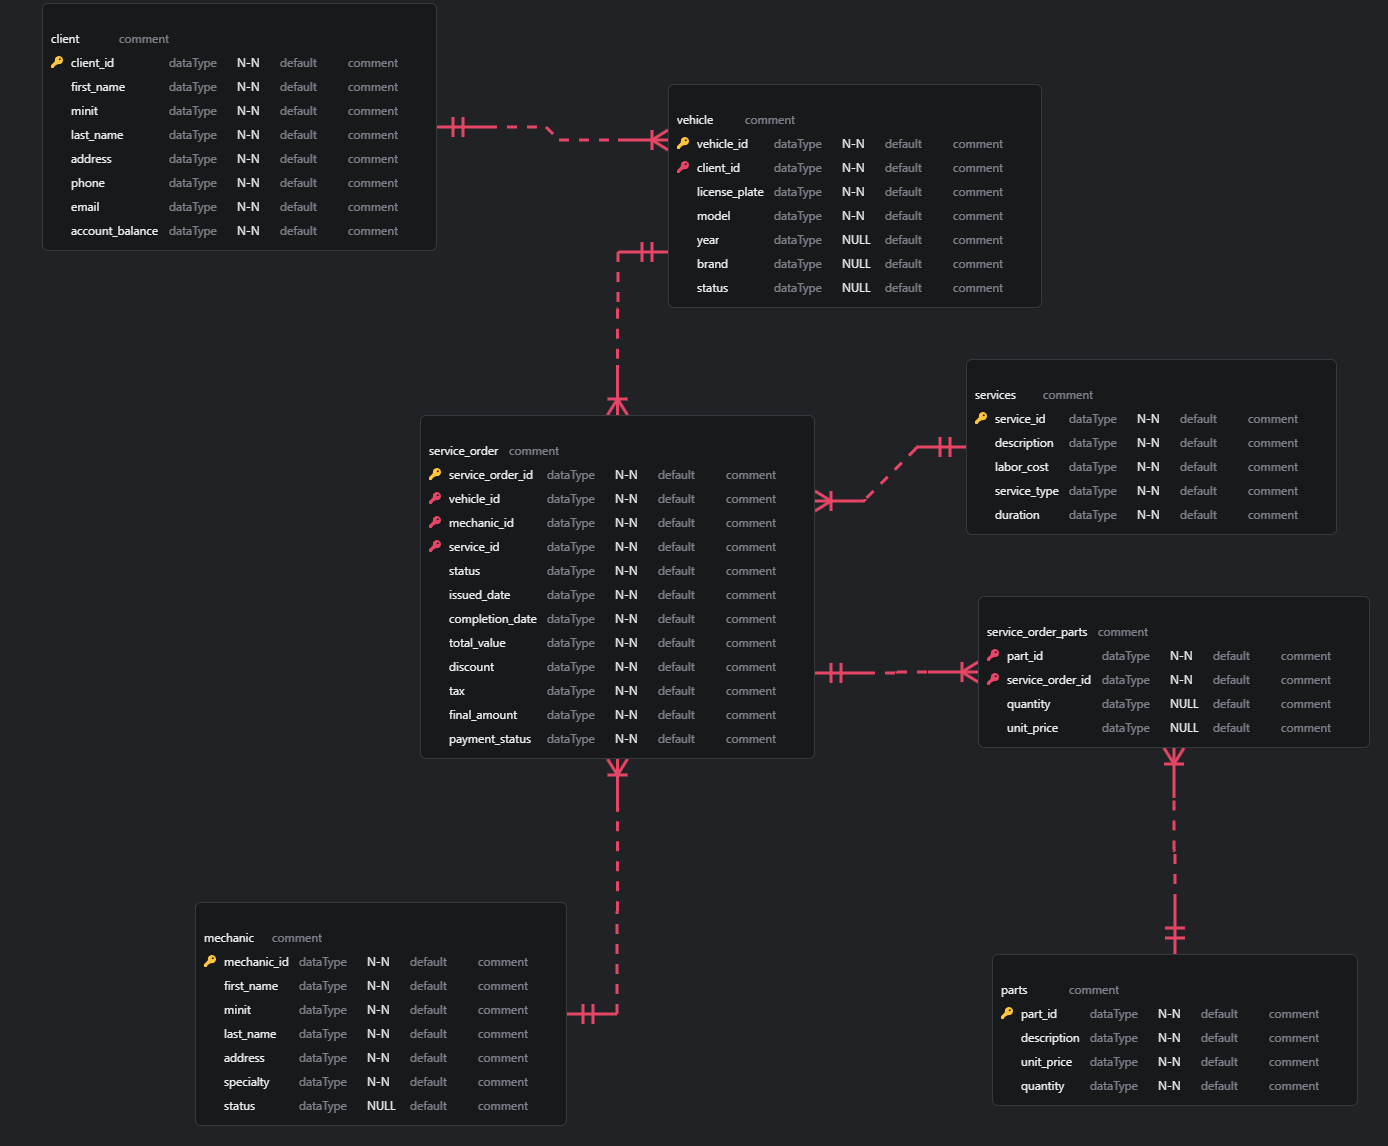 client comment
client_id dataType N-N default comment
first_name dataType N-N default comment
minit dataType N-N default comment
last_name dataType N-N default comment
address dataType N-N default comment
phone dataType N-N default comment
email dataType N-N default comment
account_balance dataType N-N default comment
vehicle comment
vehicle_id dataType N-N default comment
client_id dataType N-N default comment
license_plate dataType N-N default comment
model dataType N-N default comment
year dataType NULL default comment
brand dataType NULL default comment
status dataType NULL default comment
services comment
service_id dataType N-N default comment
description dataType N-N default comment
labor_cost dataType N-N default comment
service_type dataType N-N default comment
duration dataType N-N default comment
service_order comment
service_order_id dataType N-N default comment
vehicle_id dataType N-N default comment
mechanic_id dataType N-N default comment
service_id dataType N-N default comment
status dataType N-N default comment
issued_date dataType N-N default comment
completion_date dataType N-N default comment
total_value dataType N-N default comment
discount dataType N-N default comment
tax dataType N-N default comment
final_amount dataType N-N default comment
payment_status dataType N-N default comment
service_order_parts comment
part_id dataType N-N default comment
service_order_id dataType N-N default comment
quantity dataType NULL default comment
unit_price dataType NULL default comment
mechanic comment
mechanic_id dataType N-N default comment
first_name dataType N-N default comment
minit dataType N-N default comment
last_name dataType N-N default comment
address dataType N-N default comment
specialty dataType N-N default comment
status dataType NULL default comment
parts comment
part_id dataType N-N default comment
description dataType N-N default comment
unit_price dataType N-N default comment
quantity dataType N-N default comment